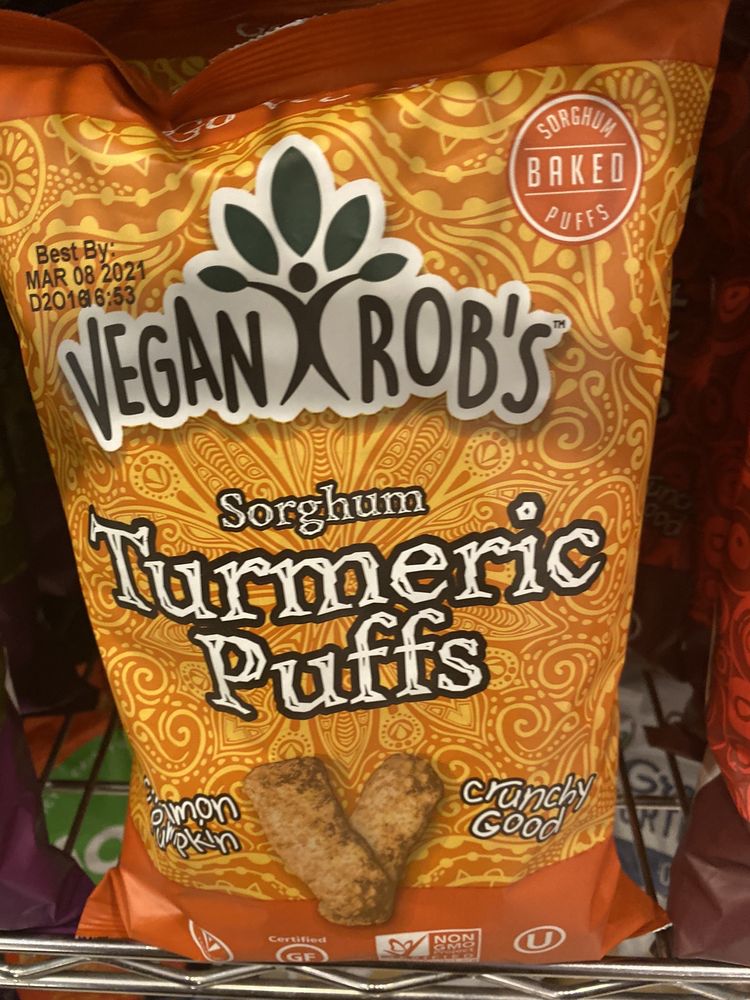 SORGHUM
BAKED
PUFFS
Best By:
MAR 08 2021
VEGAN ROB'S™
Sorghum
Turmeric
Puffs
crunchy
Good
Certified
GF
NON
GMO
U